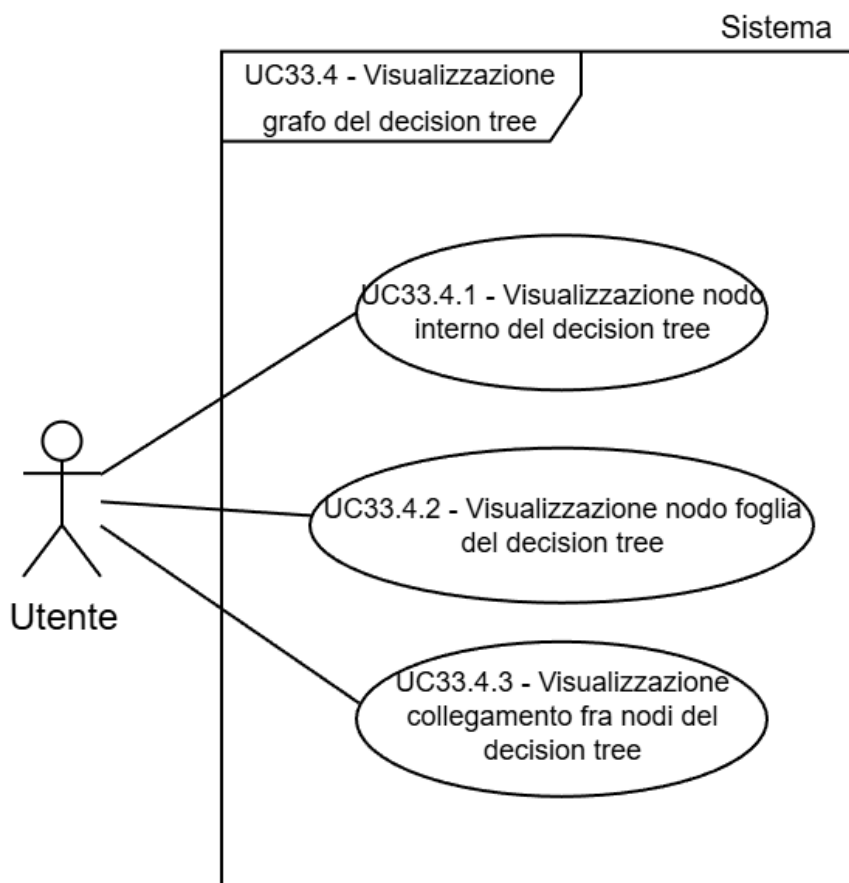 Sistema
UC33.4 - Visualizzazione
grafo del decision tree
UC33.4.1 - Visualizzazione nodo
interno del decision tree
UC33.4.2 - Visualizzazione nodo foglia
del decision tree
Utente
UC33.4.3 - Visualizzazione
collegamento fra nodi del
decision tree